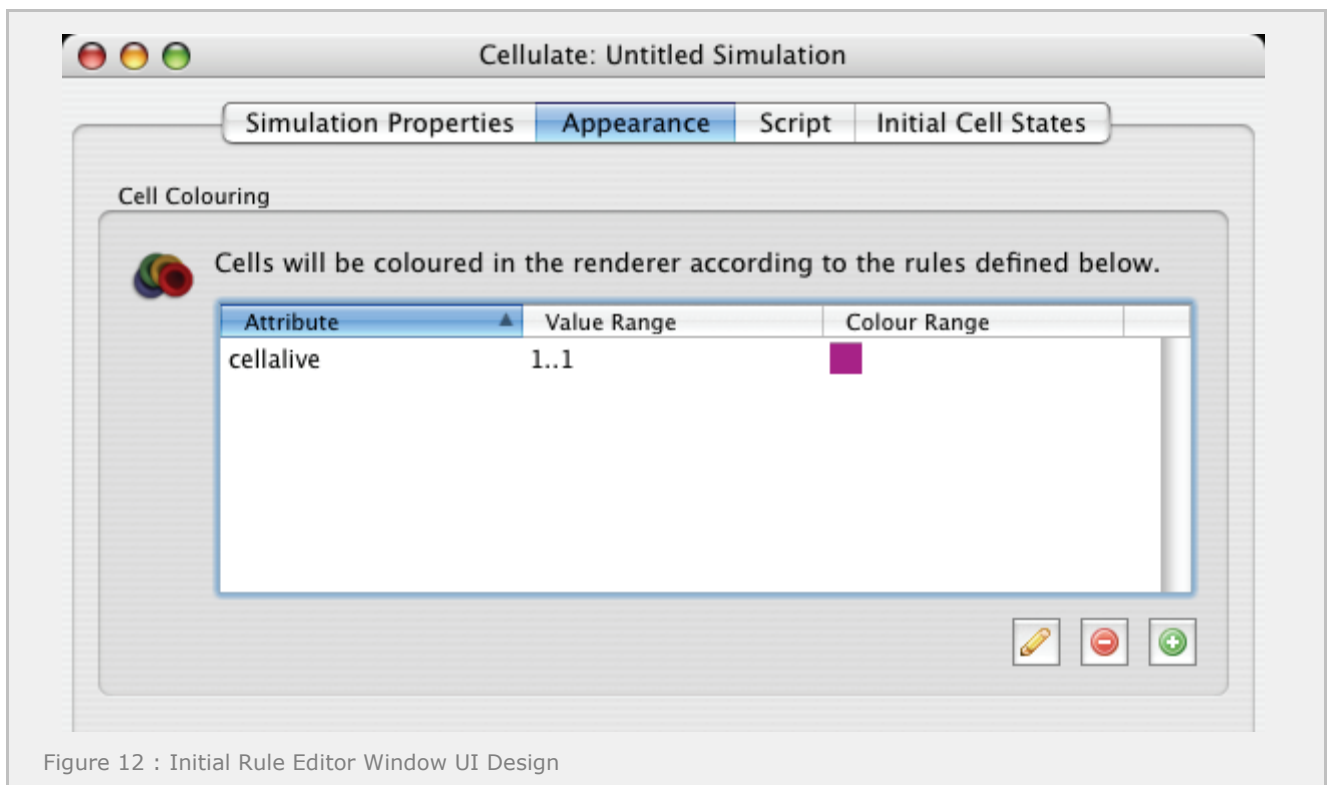 Cellulate: Untitled Simulation
Simulation Properties Appearance Script Initial Cell States
Cell Colouring
Cells will be coloured in the renderer according to the rules defined below.
Attribute Value Range Colour Range
cellalive 1..1
Figure 12 : Initial Rule Editor Window UI Design